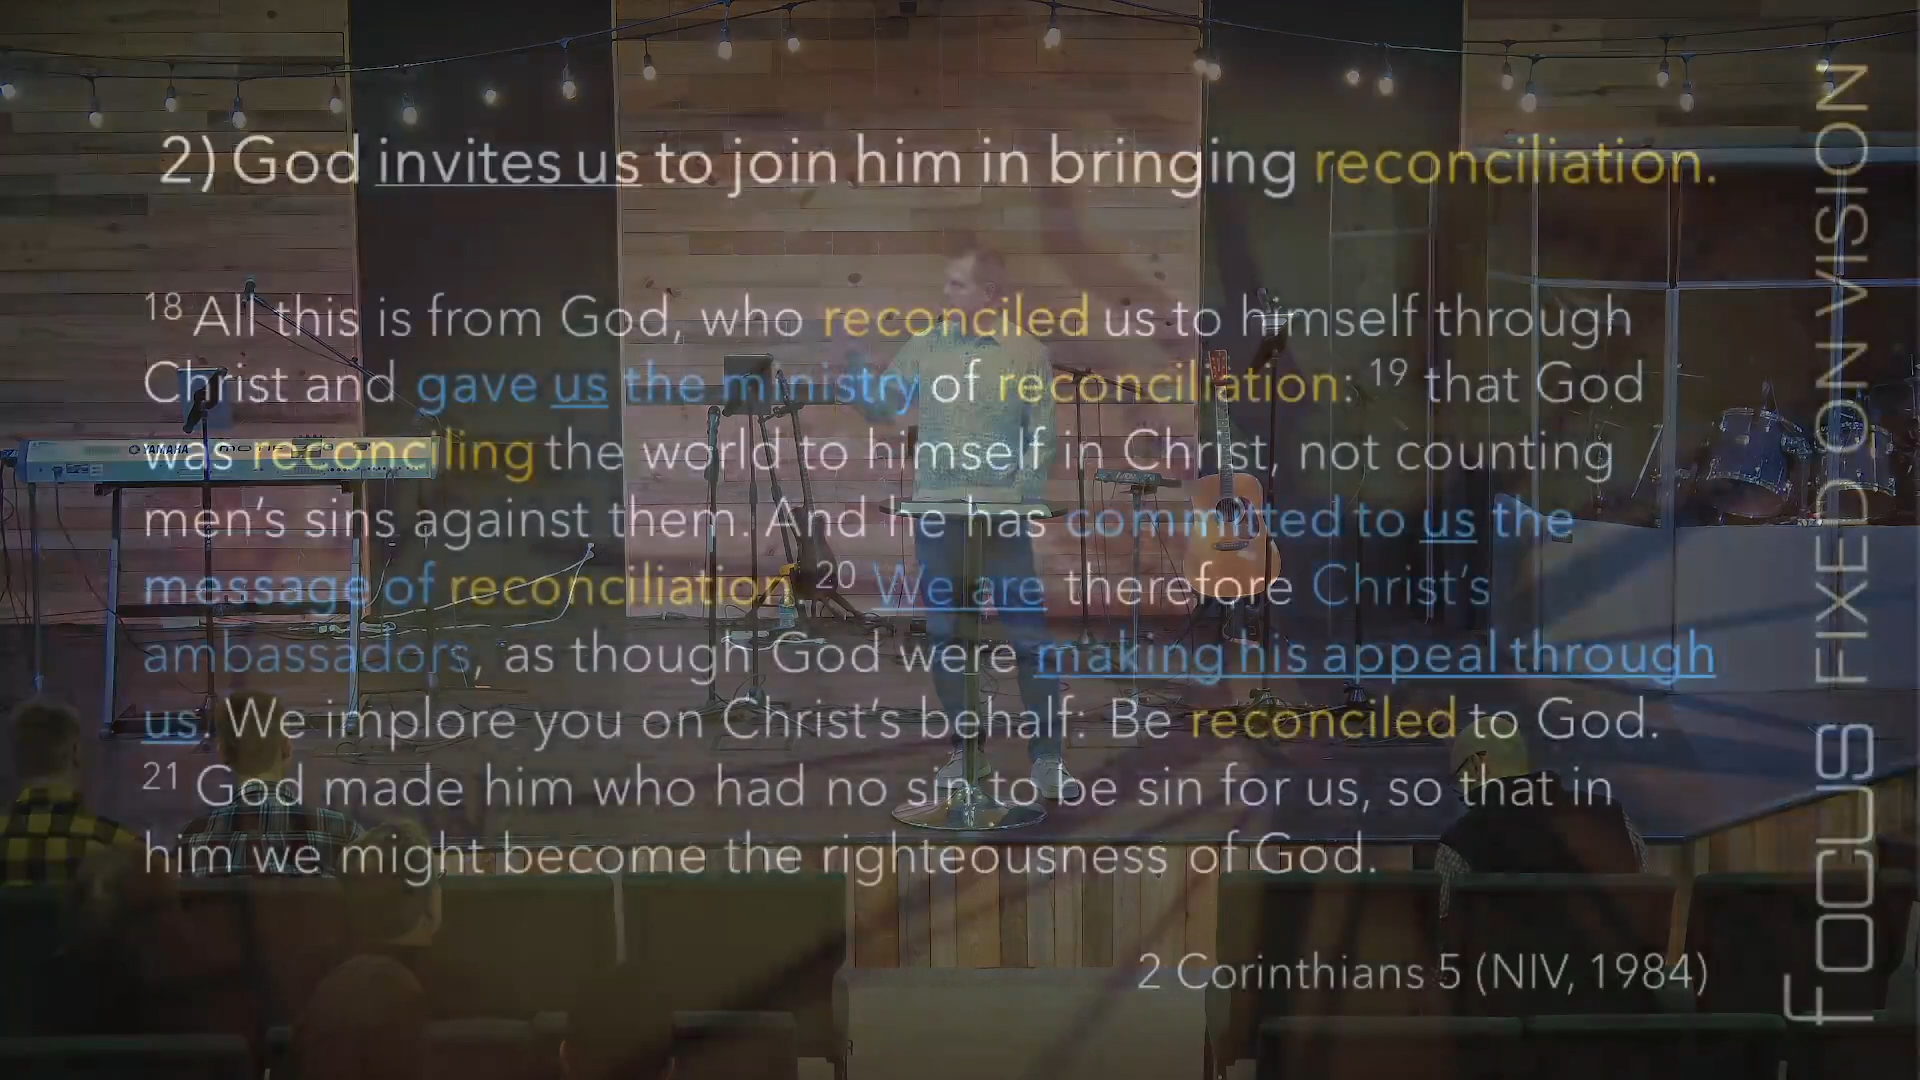 2) God invites us to join him in bringing reconciliation.
18 All this is from God, who reconciled us to himself through
Christ and gave us the ministry of reconciliation: 19 that God
was reconciling the world to himself in Christ, not counting
men's sins against them. And he has committed to us the
message of reconciliation. 20 We are therefore Christ's
ambassadors, as though God were making his appeal through
us. We implore you on Christ's behalf: Be reconciled to God.
21 God made him who had no sin to be sin for us, so that in
him we might become the righteousness of God.
2 Corinthians 5 (NIV, 1984)
FOCUS FIXED ON VISION
YAMAHA